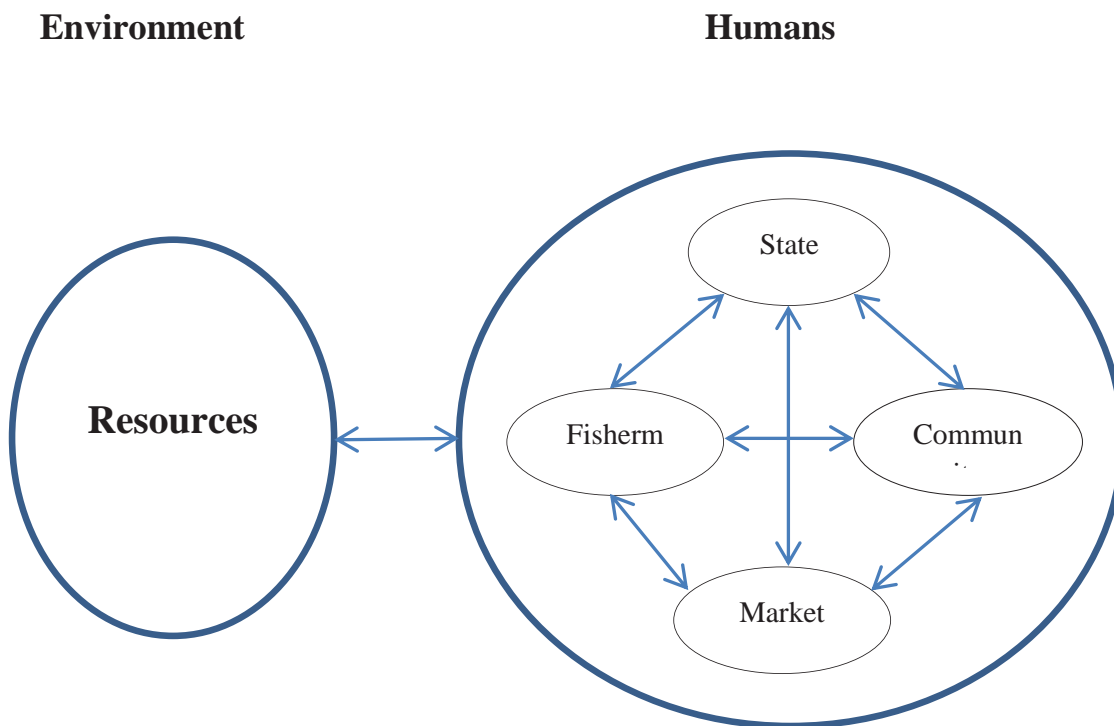 Environment
Humans
State
Resources
Fisherm
Commun
Market